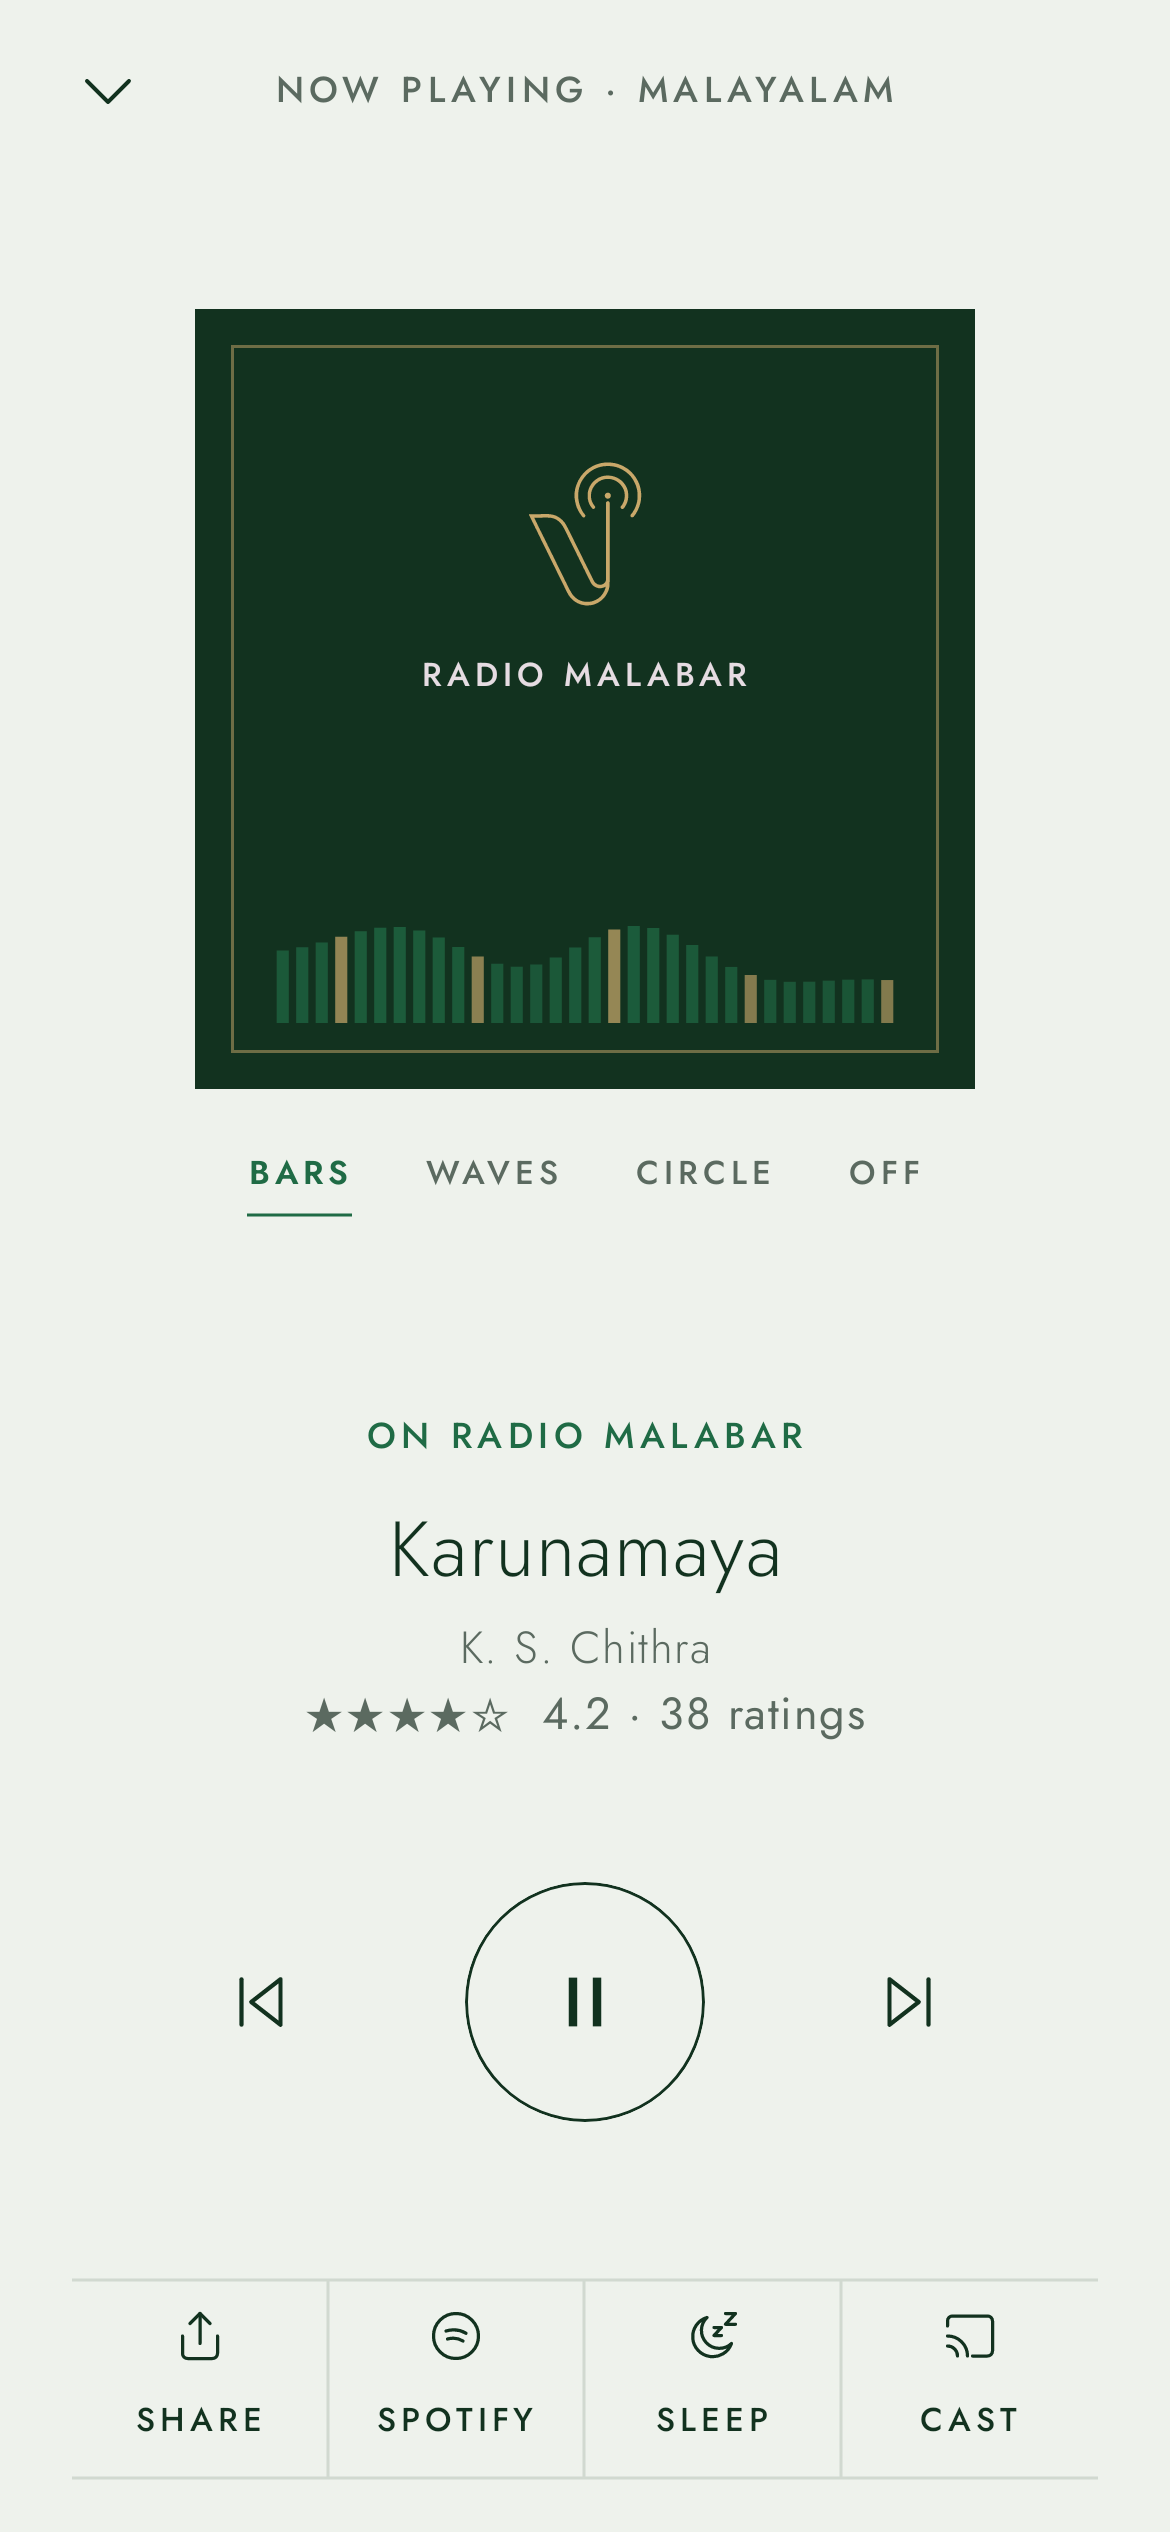 NOW PLAYING · MALAYALAM
RADIO MALABAR
BARS WAVES CIRCLE OFF
ON RADIO MALABAR
Karunamaya
K. S. Chithra
★★★★☆ 4.2 · 38 ratings
SHARE SPOTIFY SLEEP CAST